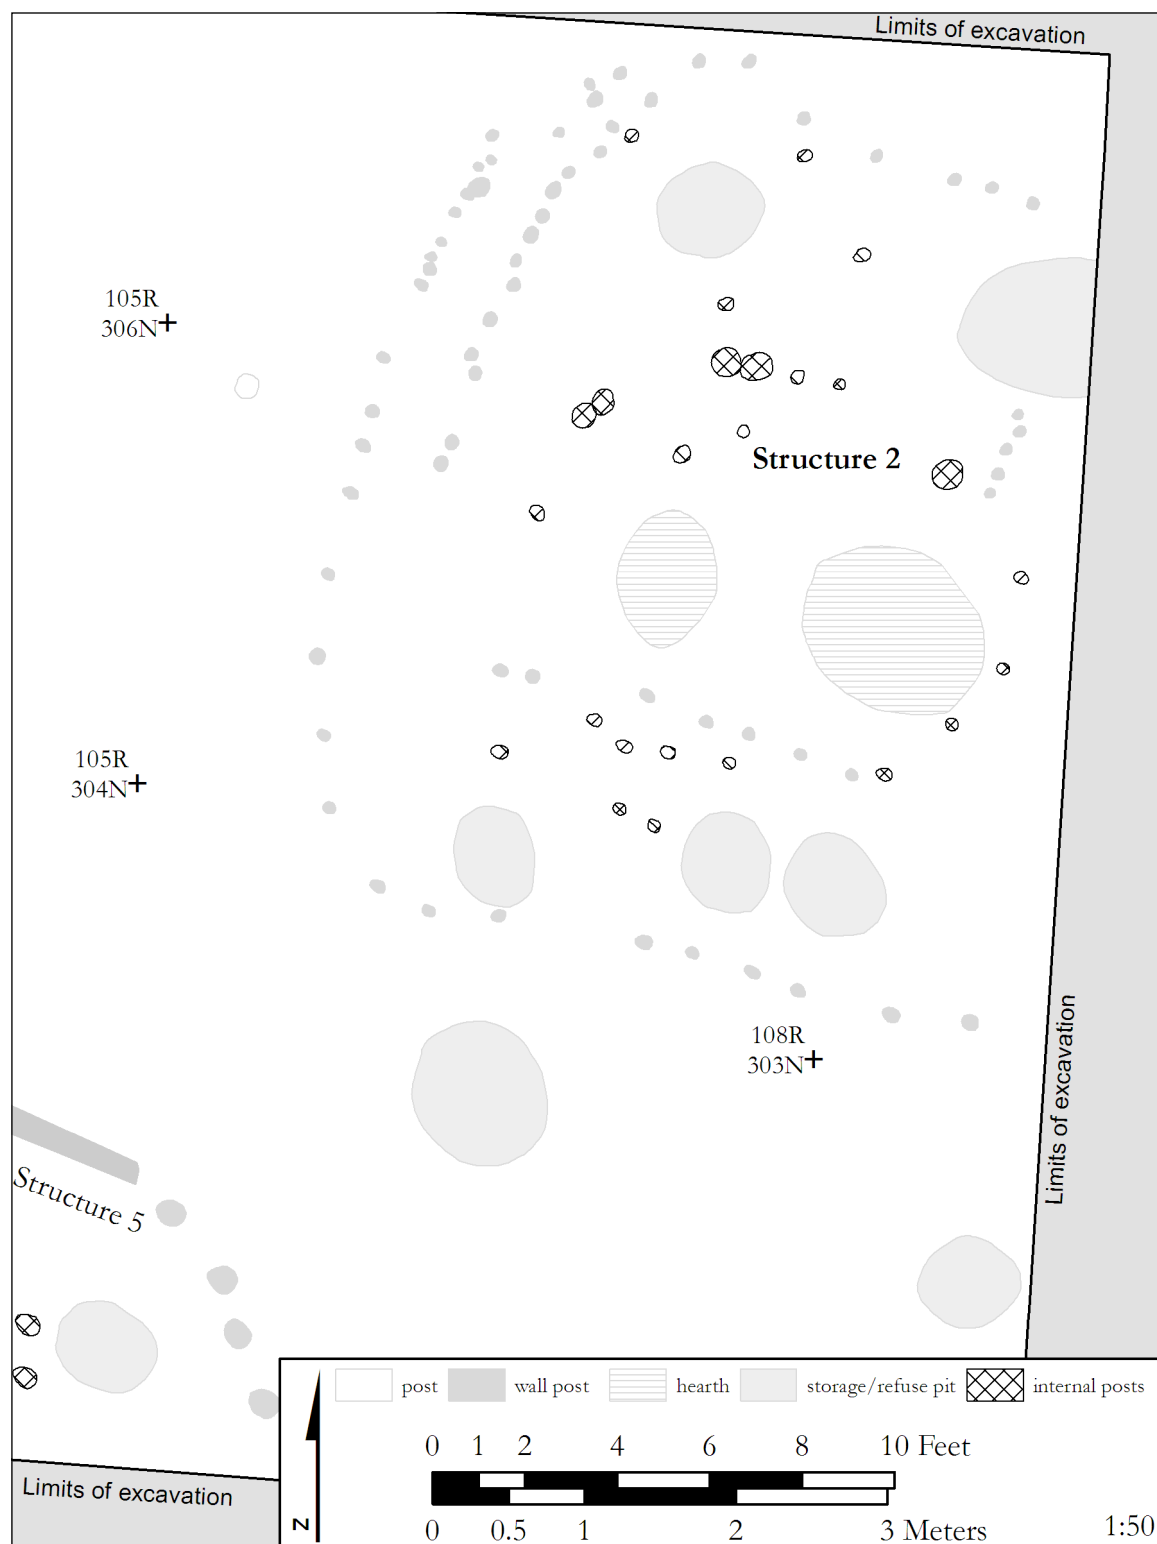 Limits of excavation
105R
306N
Structure 2
105R
304N
108R
303N
Limits of excavation
Structure 5
Limits of excavation
post
wall post
hearth
storage/refuse pit
internal posts
0 1 2 4 6 8 10 Feet
0 0.5 1 2 3 Meters
1:50
N